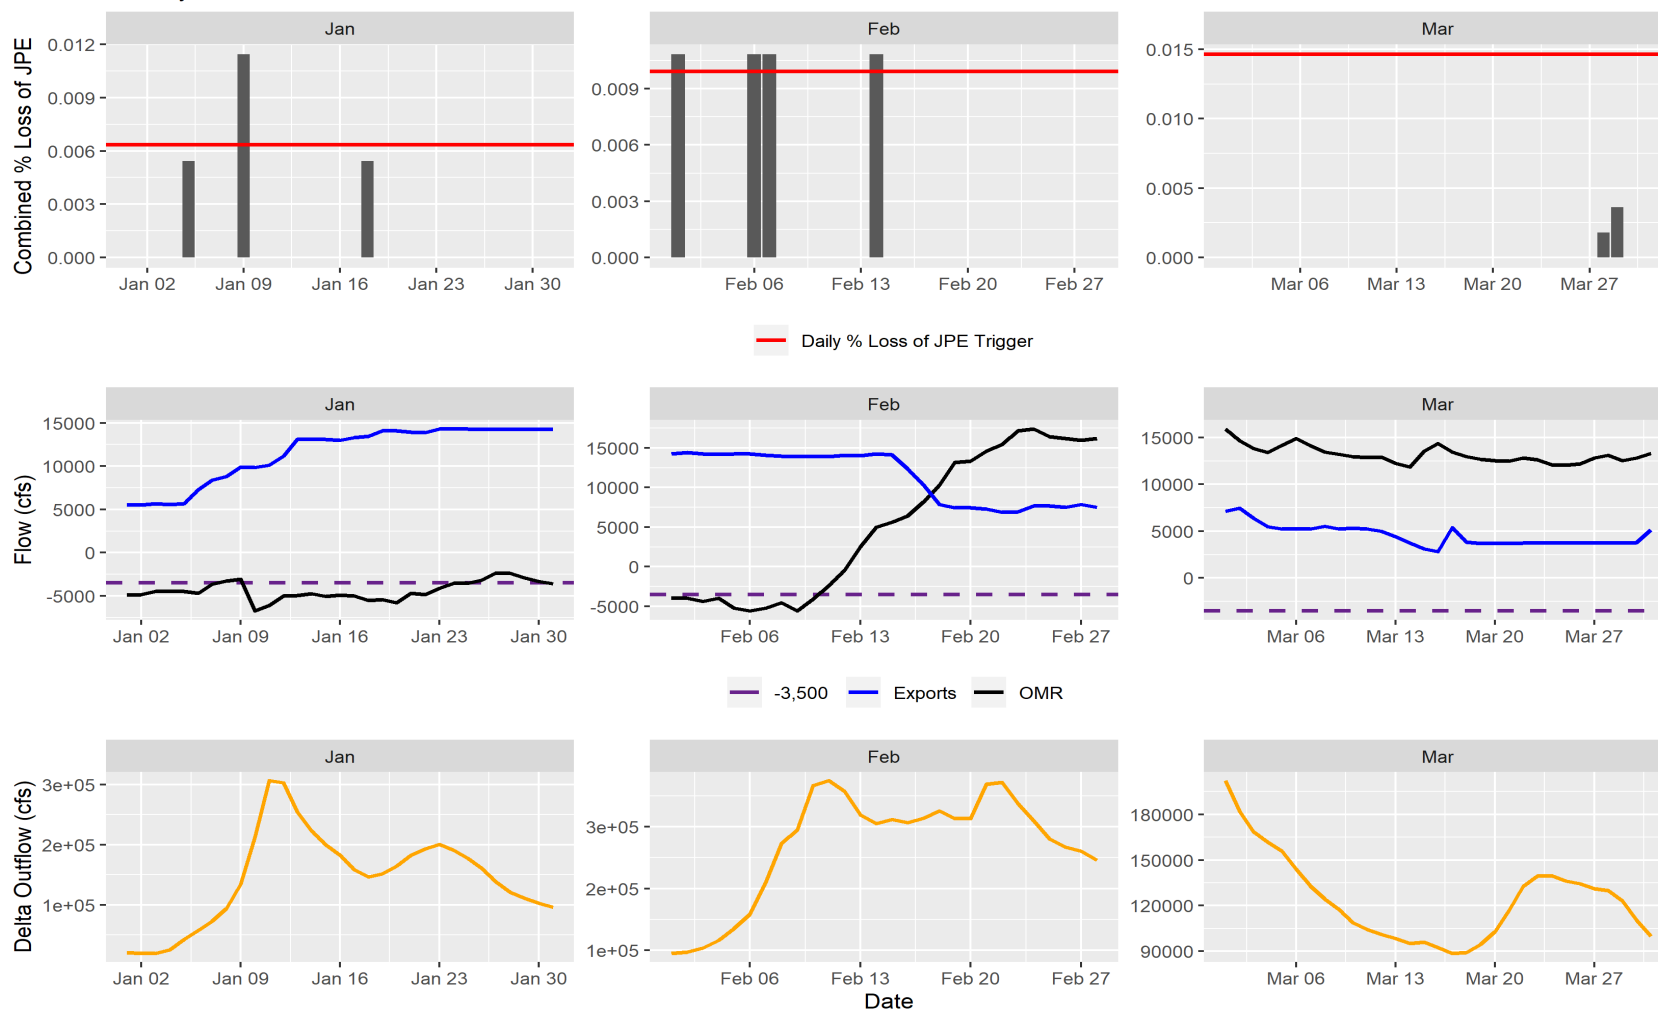 Jan Feb Mar
Combined % Loss of JPE
0.012
0.009
0.006
0.003
0.000
0.009
0.006
0.003
0.000
0.015
0.010
0.005
0.000
Jan 02 Jan 09 Jan 16 Jan 23 Jan 30 Feb 06 Feb 13 Feb 20 Feb 27 Mar 06 Mar 13 Mar 20 Mar 27
Daily % Loss of JPE Trigger
Jan Feb Mar
Flow (cfs)
15000
10000
5000
0
-5000
15000
10000
5000
0
-5000
15000
10000
5000
0
Jan 02 Jan 09 Jan 16 Jan 23 Jan 30 Feb 06 Feb 13 Feb 20 Feb 27 Mar 06 Mar 13 Mar 20 Mar 27
-3,500 Exports OMR
Jan Feb Mar
Delta Outflow (cfs)
3e+05
2e+05
1e+05
3e+05
2e+05
1e+05
180000
150000
120000
90000
Jan 02 Jan 09 Jan 16 Jan 23 Jan 30 Feb 06 Feb 13 Feb 20 Feb 27 Mar 06 Mar 13 Mar 20 Mar 27
Date